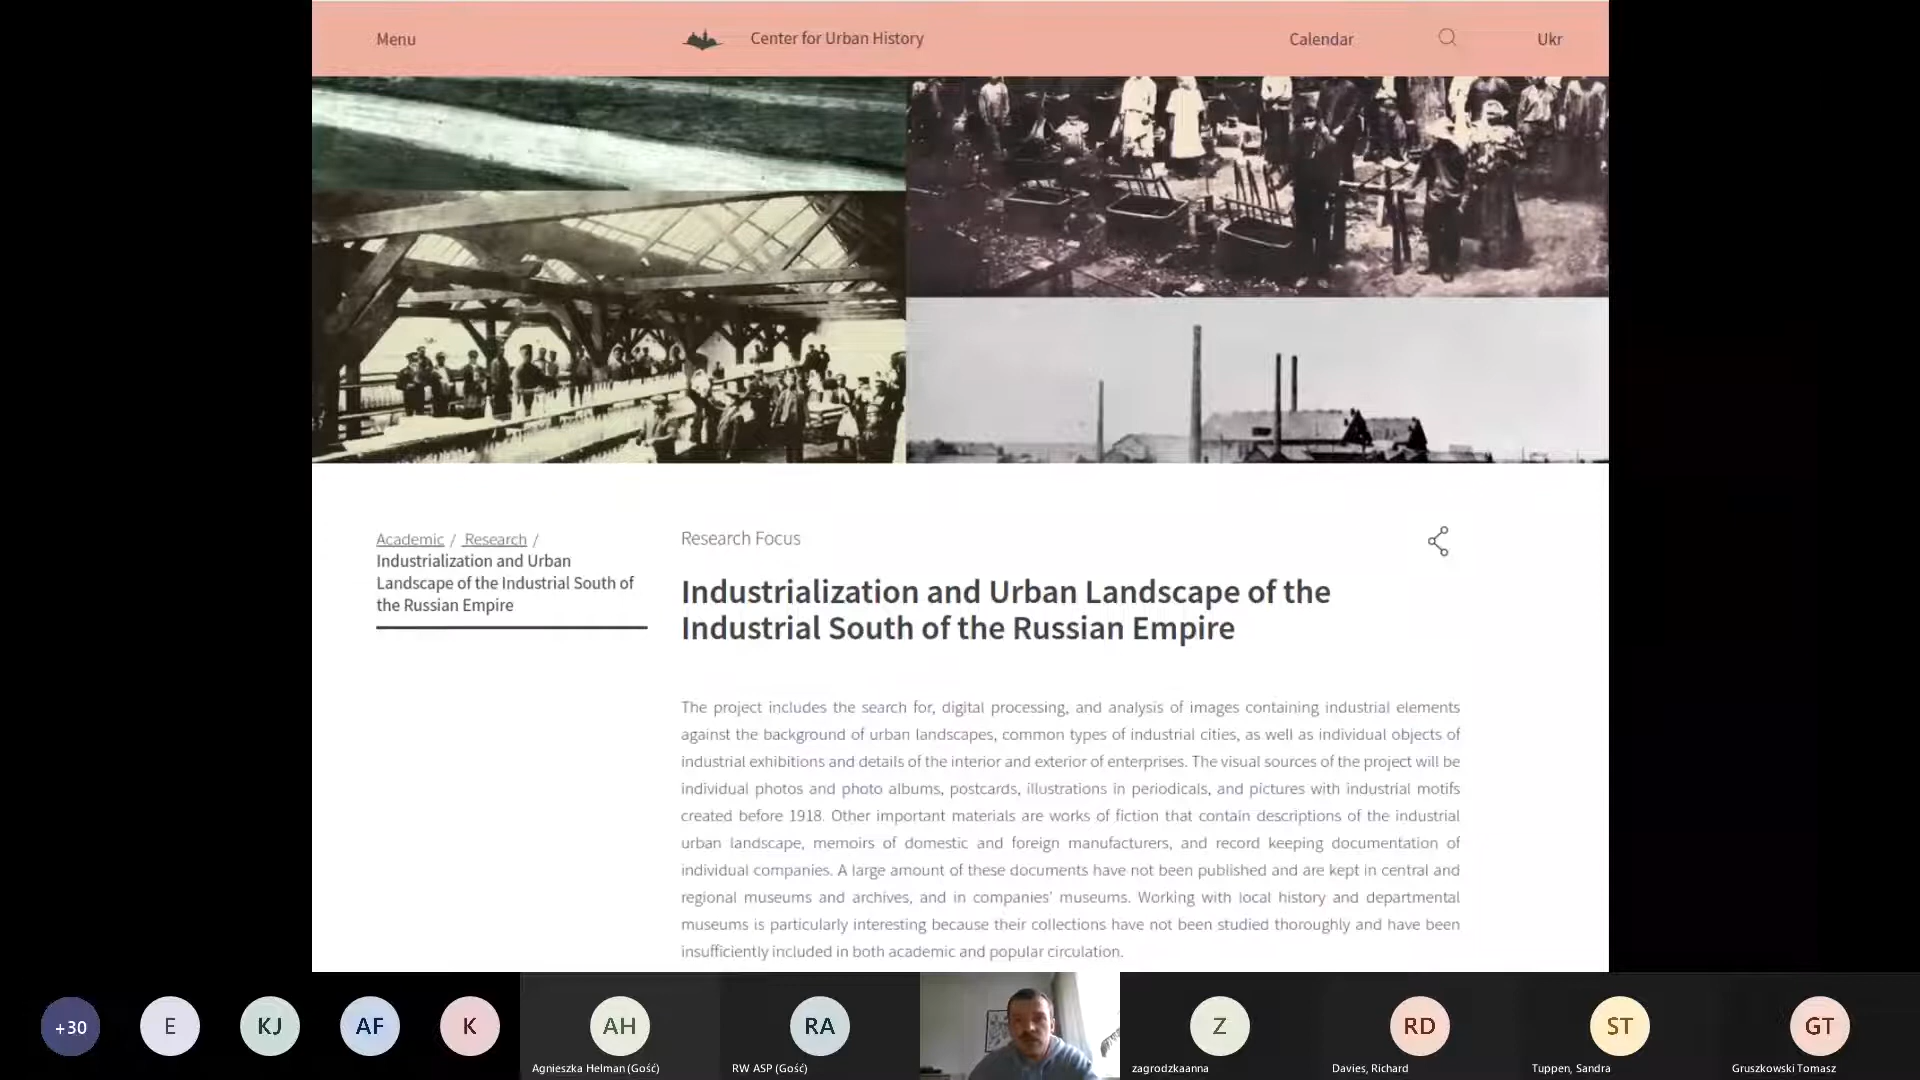 Menu
Center for Urban History
Calendar
Ukr
Academic / Research /
Industrialization and Urban
Landscape of the Industrial South of
the Russian Empire
Research Focus
Industrialization and Urban Landscape of the
Industrial South of the Russian Empire
The project includes the search for, digital processing, and analysis of images containing industrial elements
against the background of urban landscapes, common types of industrial cities, as well as individual objects of
industrial exhibitions and details of the interior and exterior of enterprises. The visual sources of the project will be
individual photos and photo albums, postcards, illustrations in periodicals, and pictures with industrial motifs
created before 1918. Other important materials are works of fiction that contain descriptions of the industrial
urban landscape, memoirs of domestic and foreign manufacturers, and record keeping documentation of
individual companies. A large amount of these documents have not been published and are kept in central and
regional museums and archives, and in companies' museums. Working with local history and departmental
museums is particularly interesting because their collections have not been studied thoroughly and have been
insufficiently included in both academic and popular circulation.
+30
E
KJ
AF
K
AH
Agnieszka Helman (Gość)
RA
RW ASP (Gość)
Z
zagrodzkaanna
RD
Davies, Richard
ST
Tuppen, Sandra
GT
Gruszkowski Tomasz